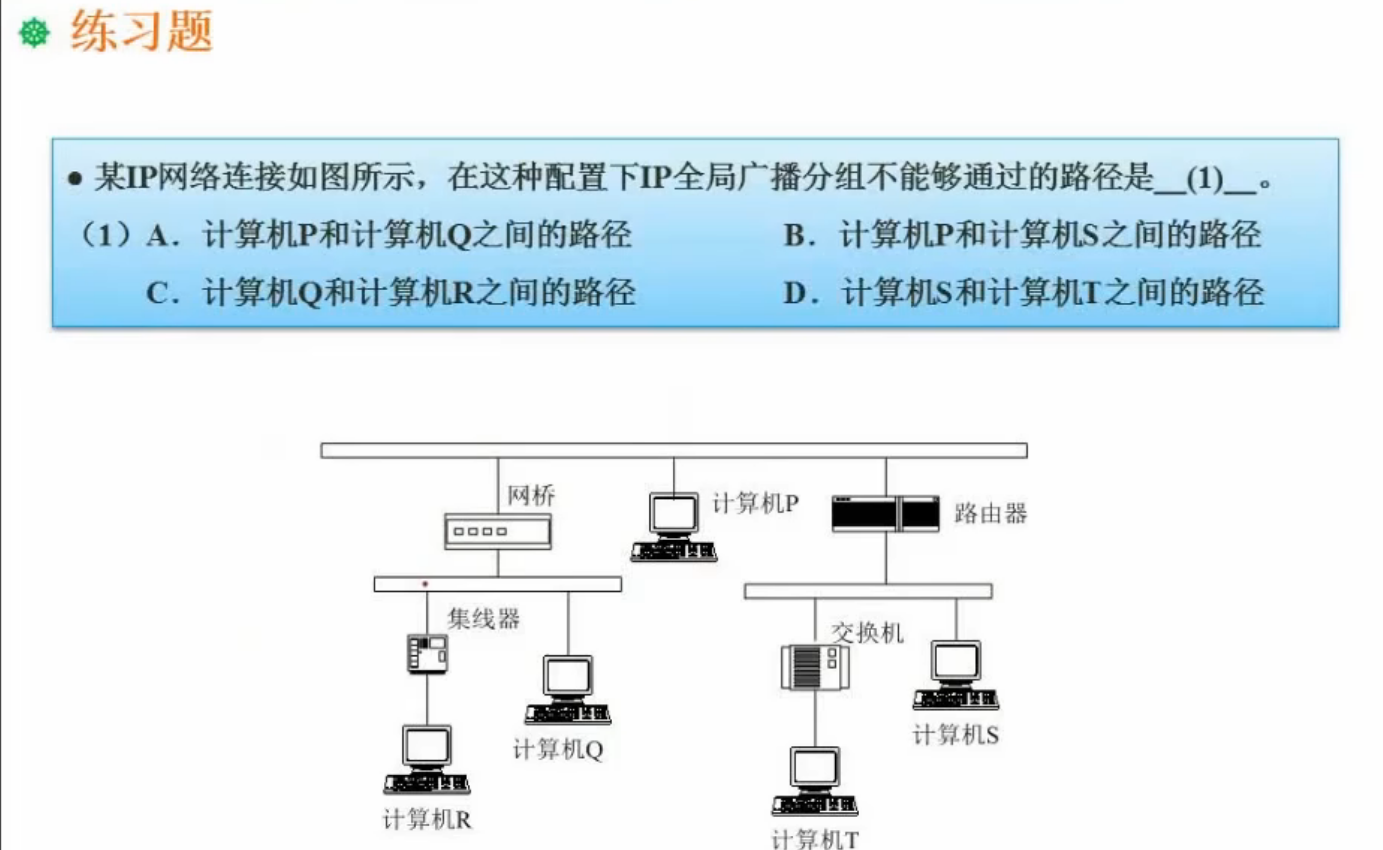 练习题
● 某IP网络连接如图所示，在这种配置下IP全局广播分组不能够通过的路径是__(1)__。
（1）A．计算机P和计算机Q之间的路径 B．计算机P和计算机S之间的路径
C．计算机Q和计算机R之间的路径 D．计算机S和计算机T之间的路径
网桥
计算机P
路由器
集线器
交换机
计算机Q
计算机S
计算机R
计算机T